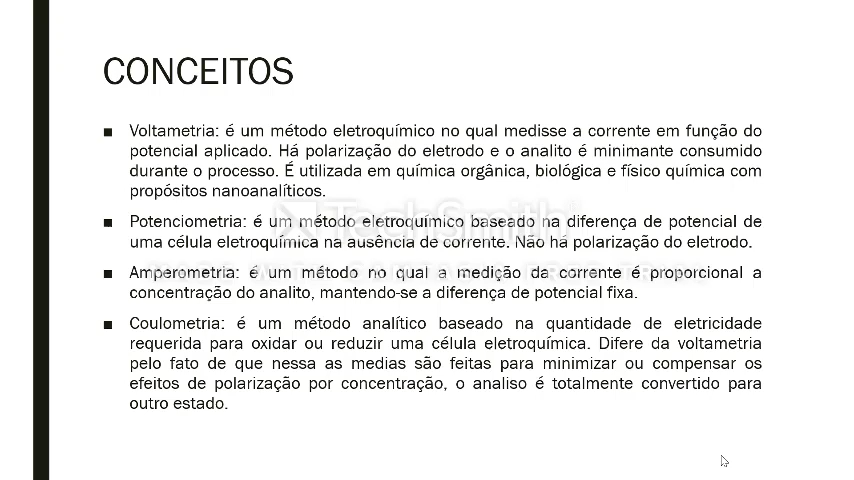 CONCEITOS
■ Voltametria: é um método eletroquímico no qual medisse a corrente em função do
potencial aplicado. Há polarização do eletrodo e o analito é minimante consumido
durante o processo. É utilizada em química orgânica, biológica e físico química com
propósitos nanoanalíticos.
■ Potenciometria: é um método eletroquímico baseado na diferença de potencial de
uma célula eletroquímica na ausência de corrente. Não há polarização do eletrodo.
■ Amperometria: é um método no qual a medição da corrente é proporcional a
concentração do analito, mantendo-se a diferença de potencial fixa.
■ Coulometria: é um método analítico baseado na quantidade de eletricidade
requerida para oxidar ou reduzir uma célula eletroquímica. Difere da voltametria
pelo fato de que nessa as medias são feitas para minimizar ou compensar os
efeitos de polarização por concentração, o analiso é totalmente convertido para
outro estado.
TechSmith